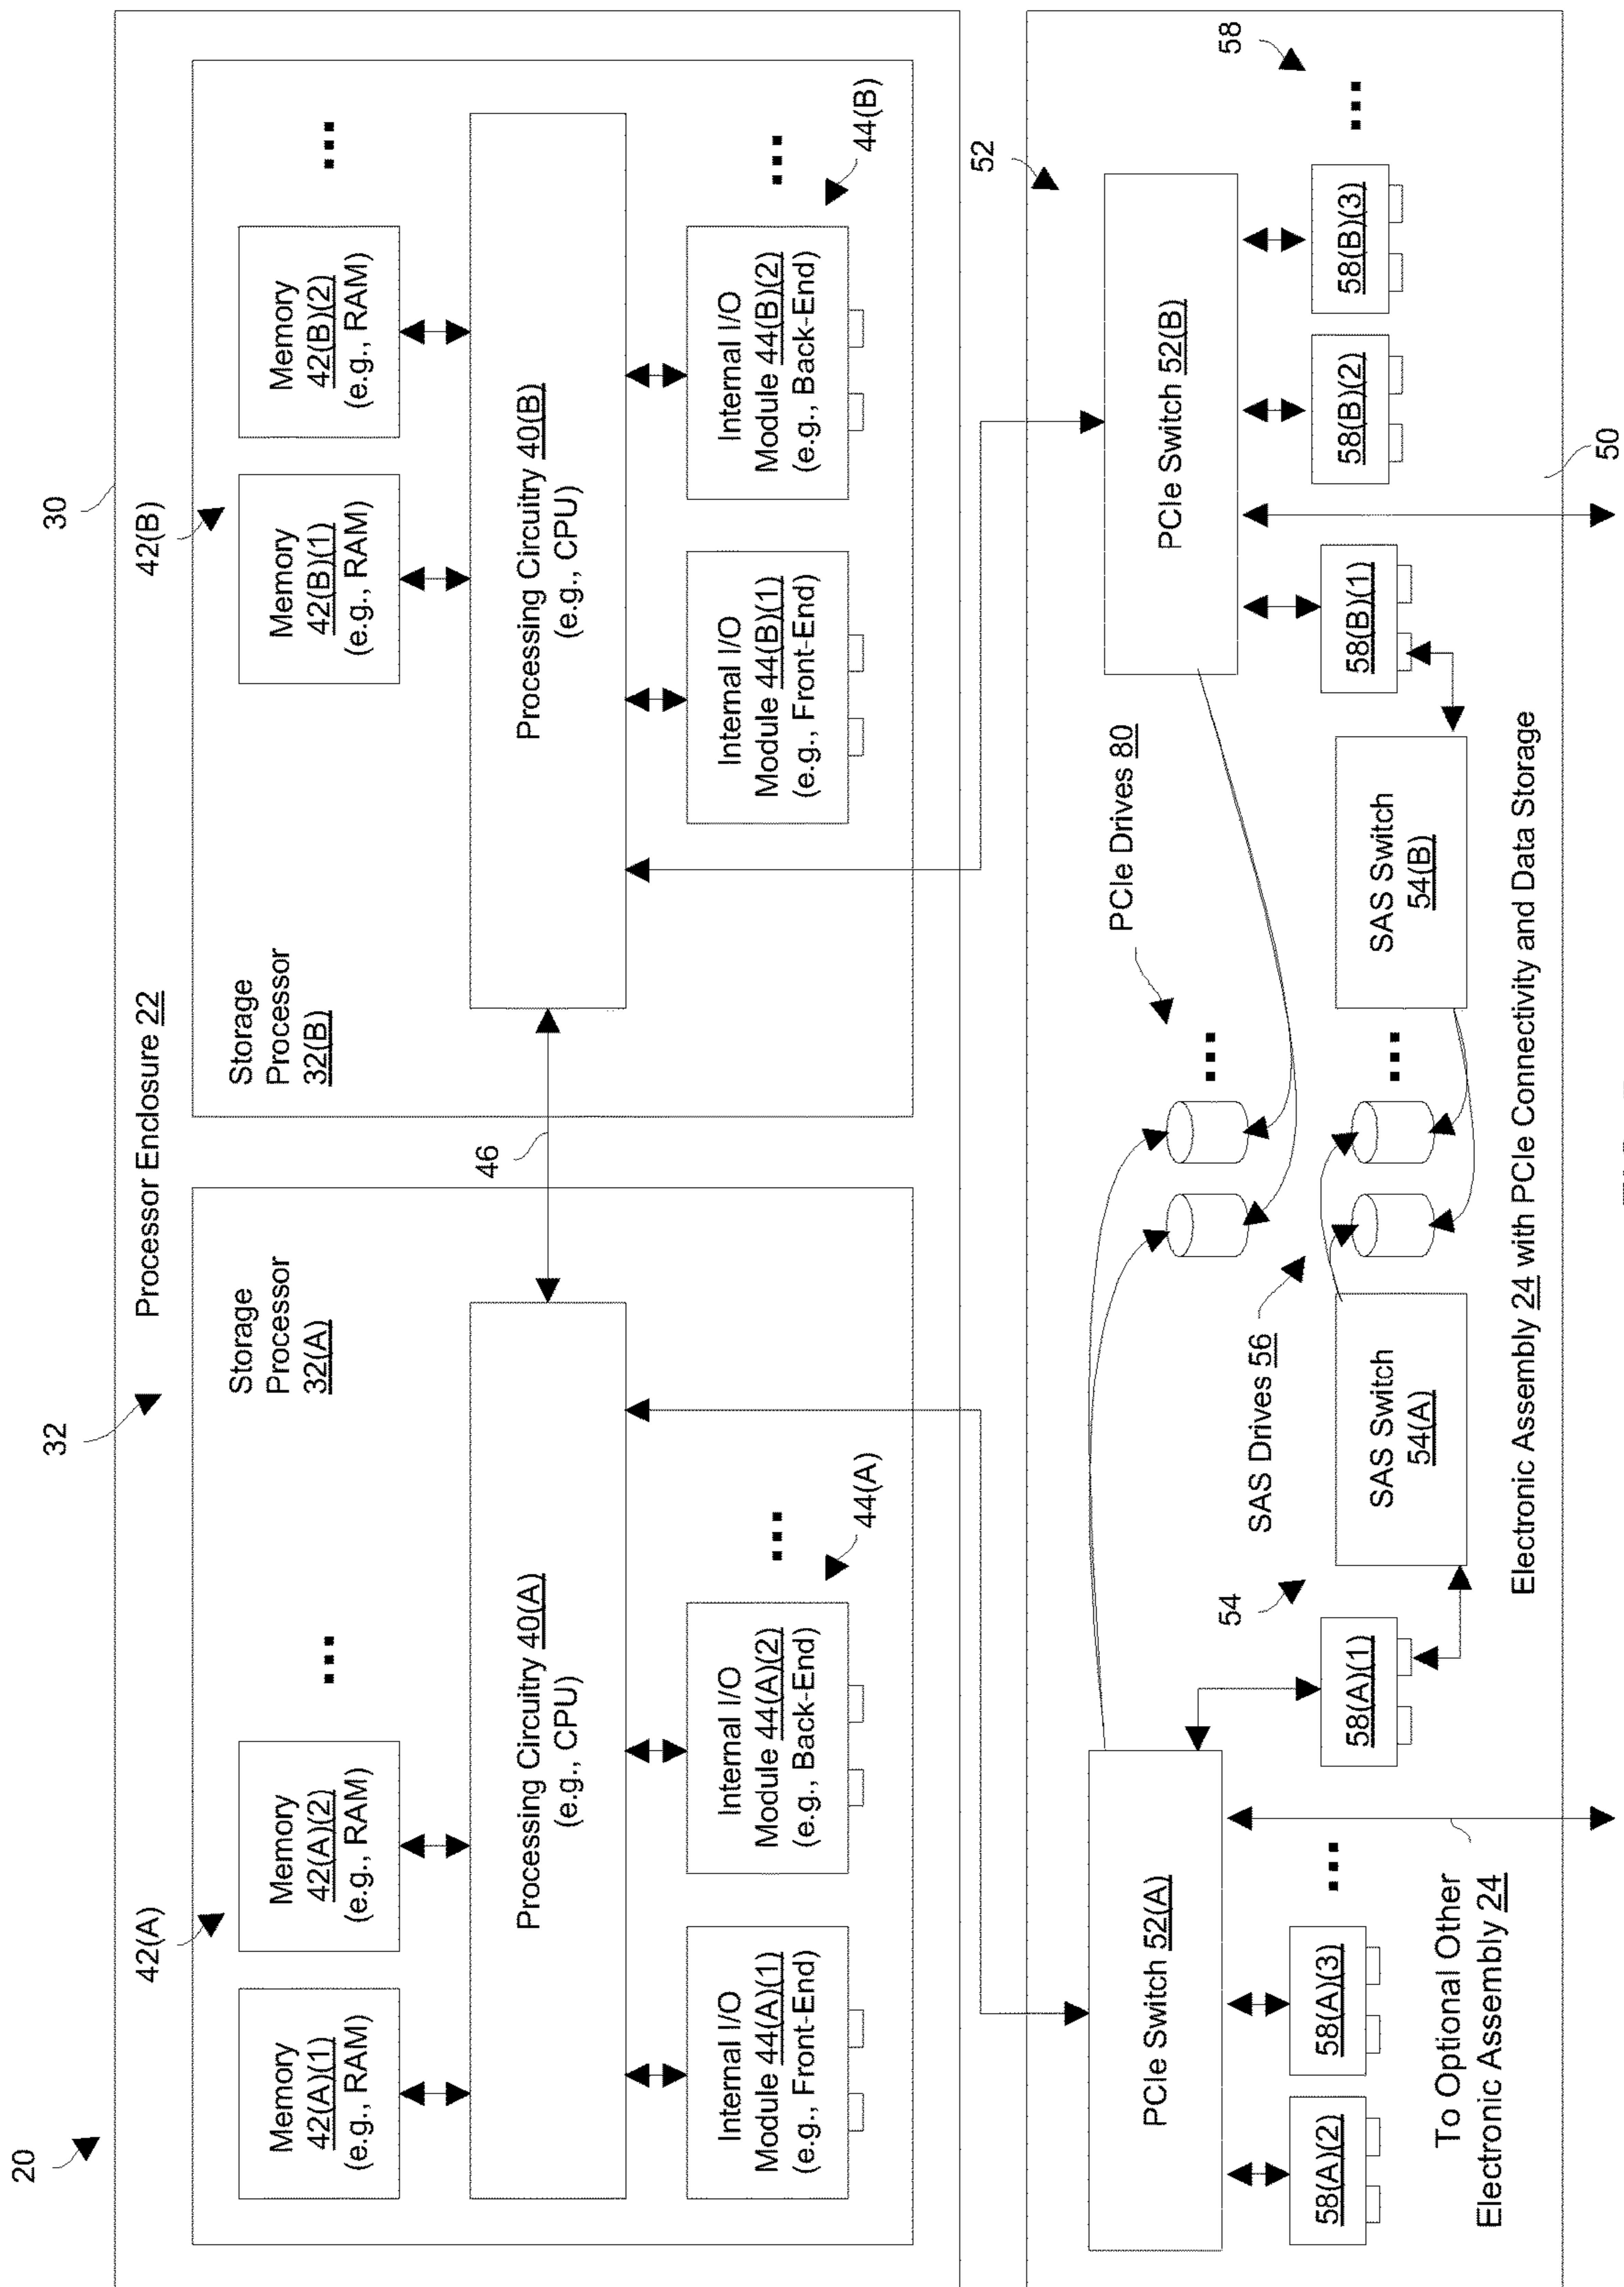 20
32
30
Processor Enclosure 22
42(A)
Memory
42(A)(1)
(e.g., RAM)
Memory
42(A)(2)
(e.g., RAM)
Storage
Processor
32(A)
Processing Circuitry 40(A)
(e.g., CPU)
Internal I/O
Module 44(A)(1)
(e.g., Front-End)
Internal I/O
Module 44(A)(2)
(e.g., Back-End)
44(A)
46
Storage
Processor
32(B)
42(B)
Memory
42(B)(1)
(e.g., RAM)
Memory
42(B)(2)
(e.g., RAM)
Processing Circuitry 40(B)
(e.g., CPU)
Internal I/O
Module 44(B)(1)
(e.g., Front-End)
Internal I/O
Module 44(B)(2)
(e.g., Back-End)
44(B)
52
PCIe Switch 52(A)
PCIe Drives 80
PCIe Switch 52(B)
58
58(A)(2)
58(A)(3)
58(A)(1)
54
SAS Drives 56
SAS Switch
54(A)
SAS Switch
54(B)
58(B)(1)
58(B)(2)
58(B)(3)
To Optional Other
Electronic Assembly 24
Electronic Assembly 24 with PCIe Connectivity and Data Storage
50